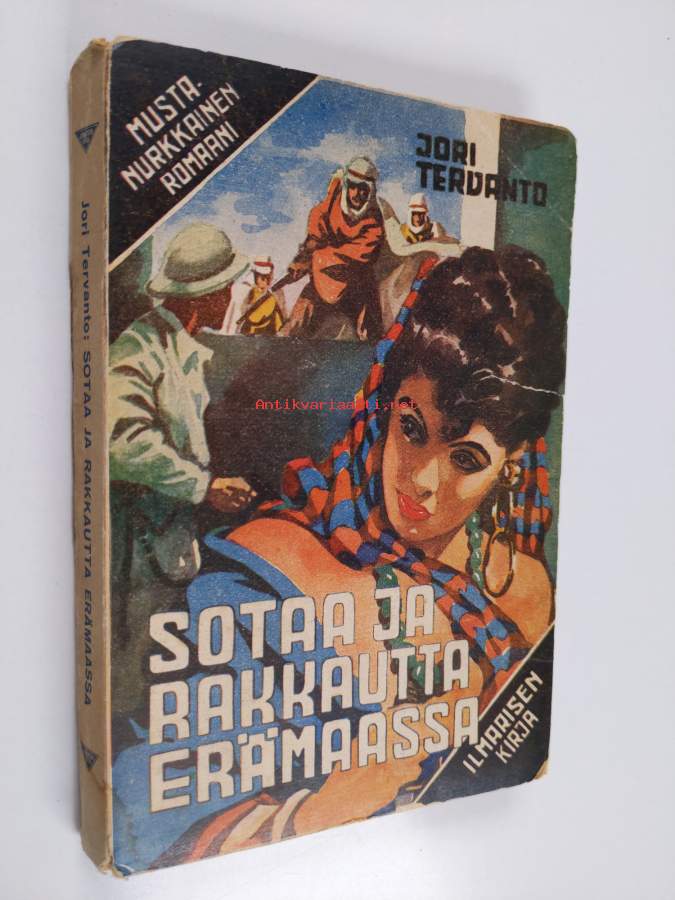 MUSTA-
NURKKAINEN
ROMAANI
JORI
TERVANTO
SOTAA JA
RAKKAUTTA
ERÄMAASSA
ILMARISEN
KIRJA
Jori Tervanto: SOTAA JA RAKKAUTTA ERÄMAASSA
Antikvariaatti.net